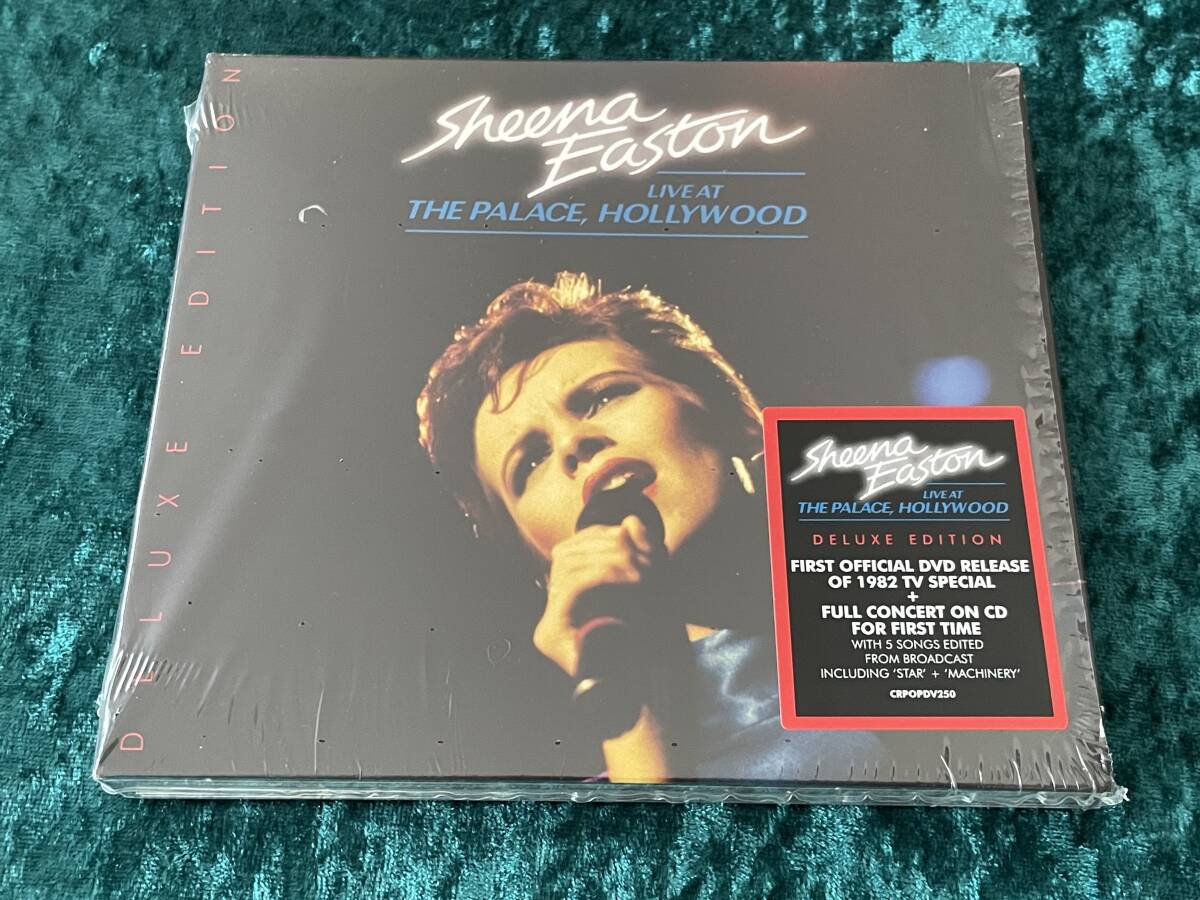 DELUXE EDITION
Sheena
Easton
LIVE AT
THE PALACE, HOLLYWOOD
Sheena
Easton
LIVE AT
THE PALACE, HOLLYWOOD
DELUXE EDITION
FIRST OFFICIAL DVD RELEASE
OF 1982 TV SPECIAL
+
FULL CONCERT ON CD
FOR FIRST TIME
WITH 5 SONGS EDITED
FROM BROADCAST
INCLUDING 'STAR' + 'MACHINERY'
CRPOPDV250